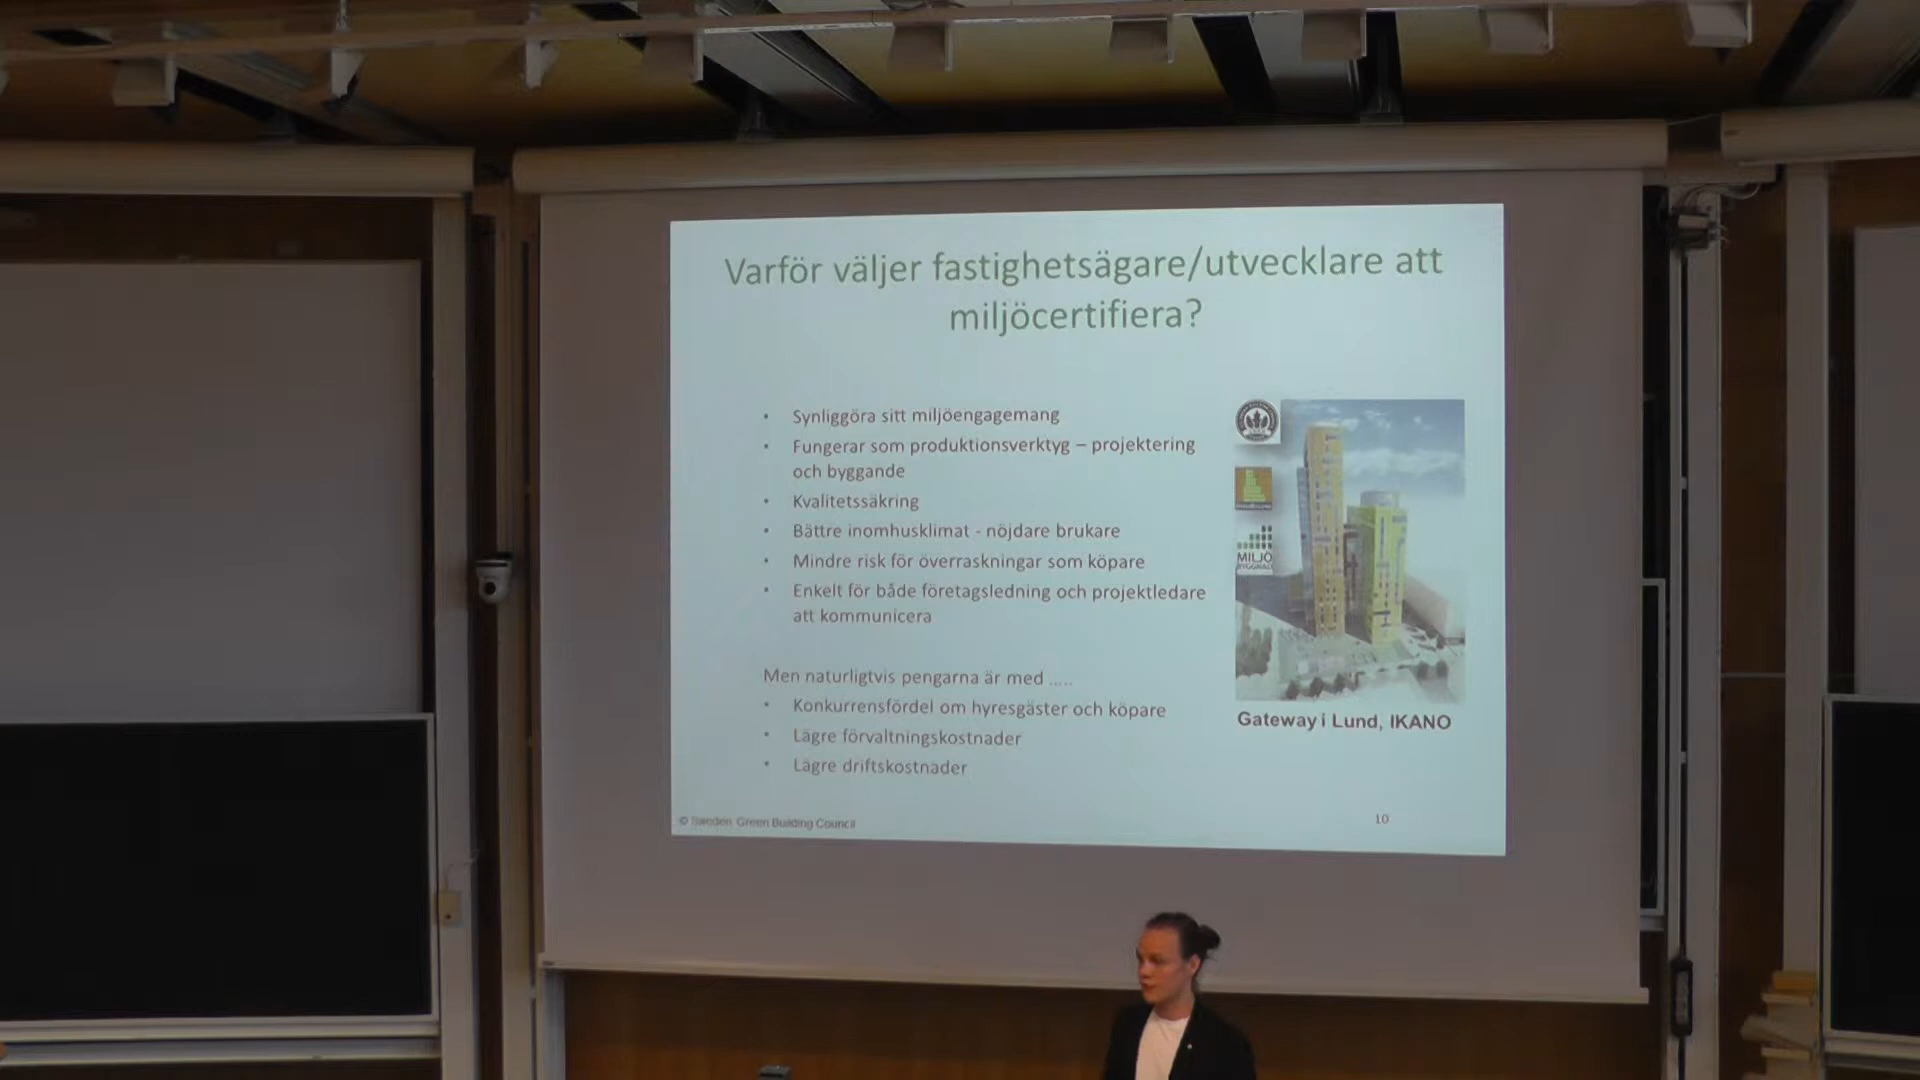 Varför väljer fastighetsägare/utvecklare att
miljöcertifiera?
• Synliggöra sitt miljöengagemang
• Fungerar som produktionsverktyg – projektering
och byggande
• Kvalitetssäkring
• Bättre inomhusklimat - nöjdare brukare
• Mindre risk för överraskningar som köpare
• Enkelt för både företagsledning och projektledare
att kommunicera
Men naturligtvis pengarna är med .....
• Konkurrensfördel om hyresgäster och köpare
• Lägre förvaltningskostnader
• Lägre driftskostnader
MILJÖ
BYGGNAD
Gateway i Lund, IKANO
© Sweden Green Building Council
10